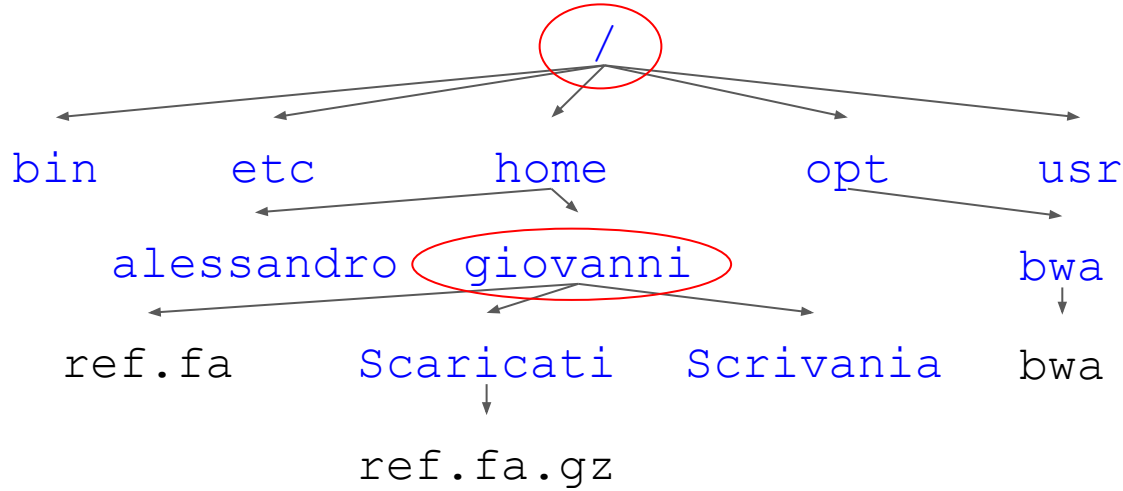 /
bin etc home opt usr
alessandro giovanni bwa
ref.fa Scaricati Scrivania bwa
ref.fa.gz